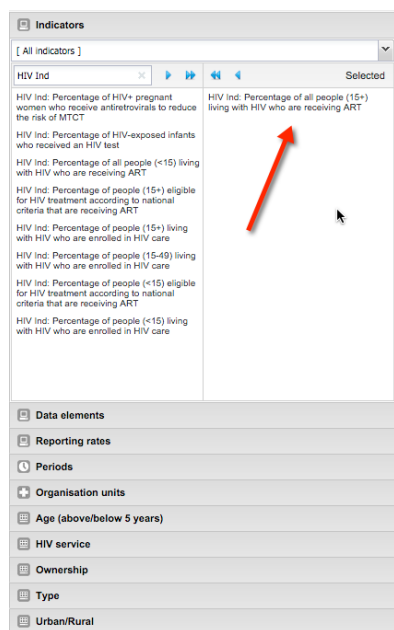 Indicators
[ All indicators ]
HIV Ind
Selected
HIV Ind: Percentage of HIV+ pregnant
women who receive antiretrovirals to reduce
the risk of MTCT
HIV Ind: Percentage of HIV-exposed infants
who received an HIV test
HIV Ind: Percentage of all people (<15) living
with HIV who are receiving ART
HIV Ind: Percentage of people (15+) eligible
for HIV treatment according to national
criteria that are receiving ART
HIV Ind: Percentage of people (15+) living
with HIV who are enrolled in HIV care
HIV Ind: Percentage of people (15-49) living
with HIV who are enrolled in HIV care
HIV Ind: Percentage of people (<15) eligible
for HIV treatment according to national
criteria that are receiving ART
HIV Ind: Percentage of people (<15) living
with HIV who are enrolled in HIV care
HIV Ind: Percentage of all people (15+)
living with HIV who are receiving ART
Data elements
Reporting rates
Periods
Organisation units
Age (above/below 5 years)
HIV service
Ownership
Type
Urban/Rural